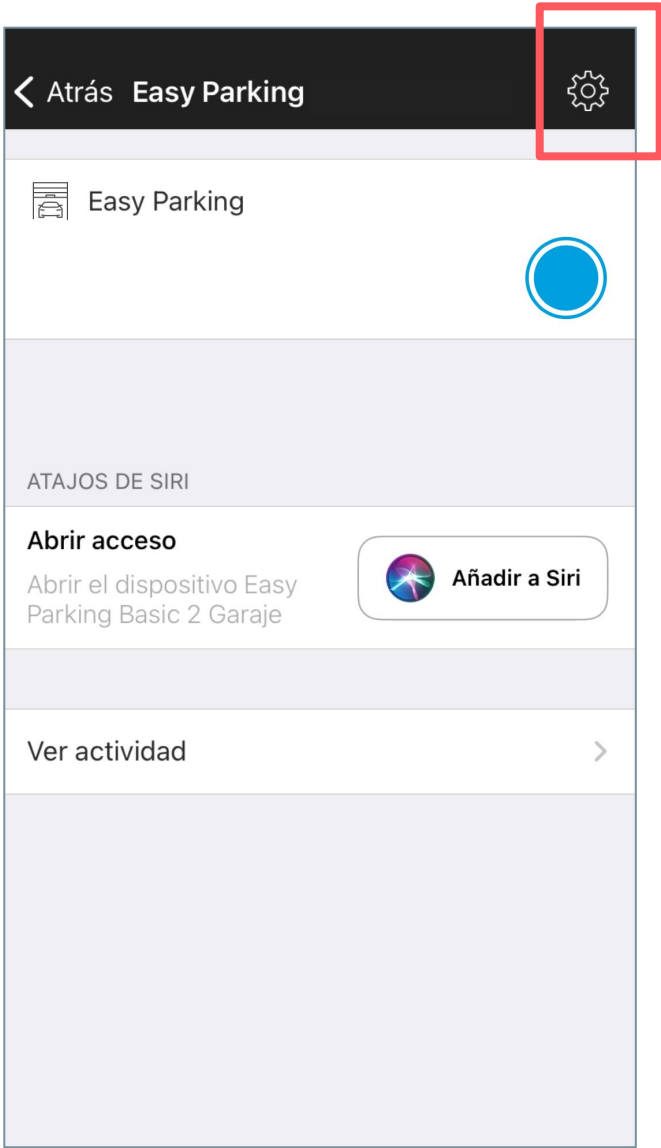 Atrás Easy Parking
Easy Parking
ATAJOS DE SIRI
Abrir acceso
Abrir el dispositivo Easy
Parking Basic 2 Garaje
Añadir a Siri
Ver actividad